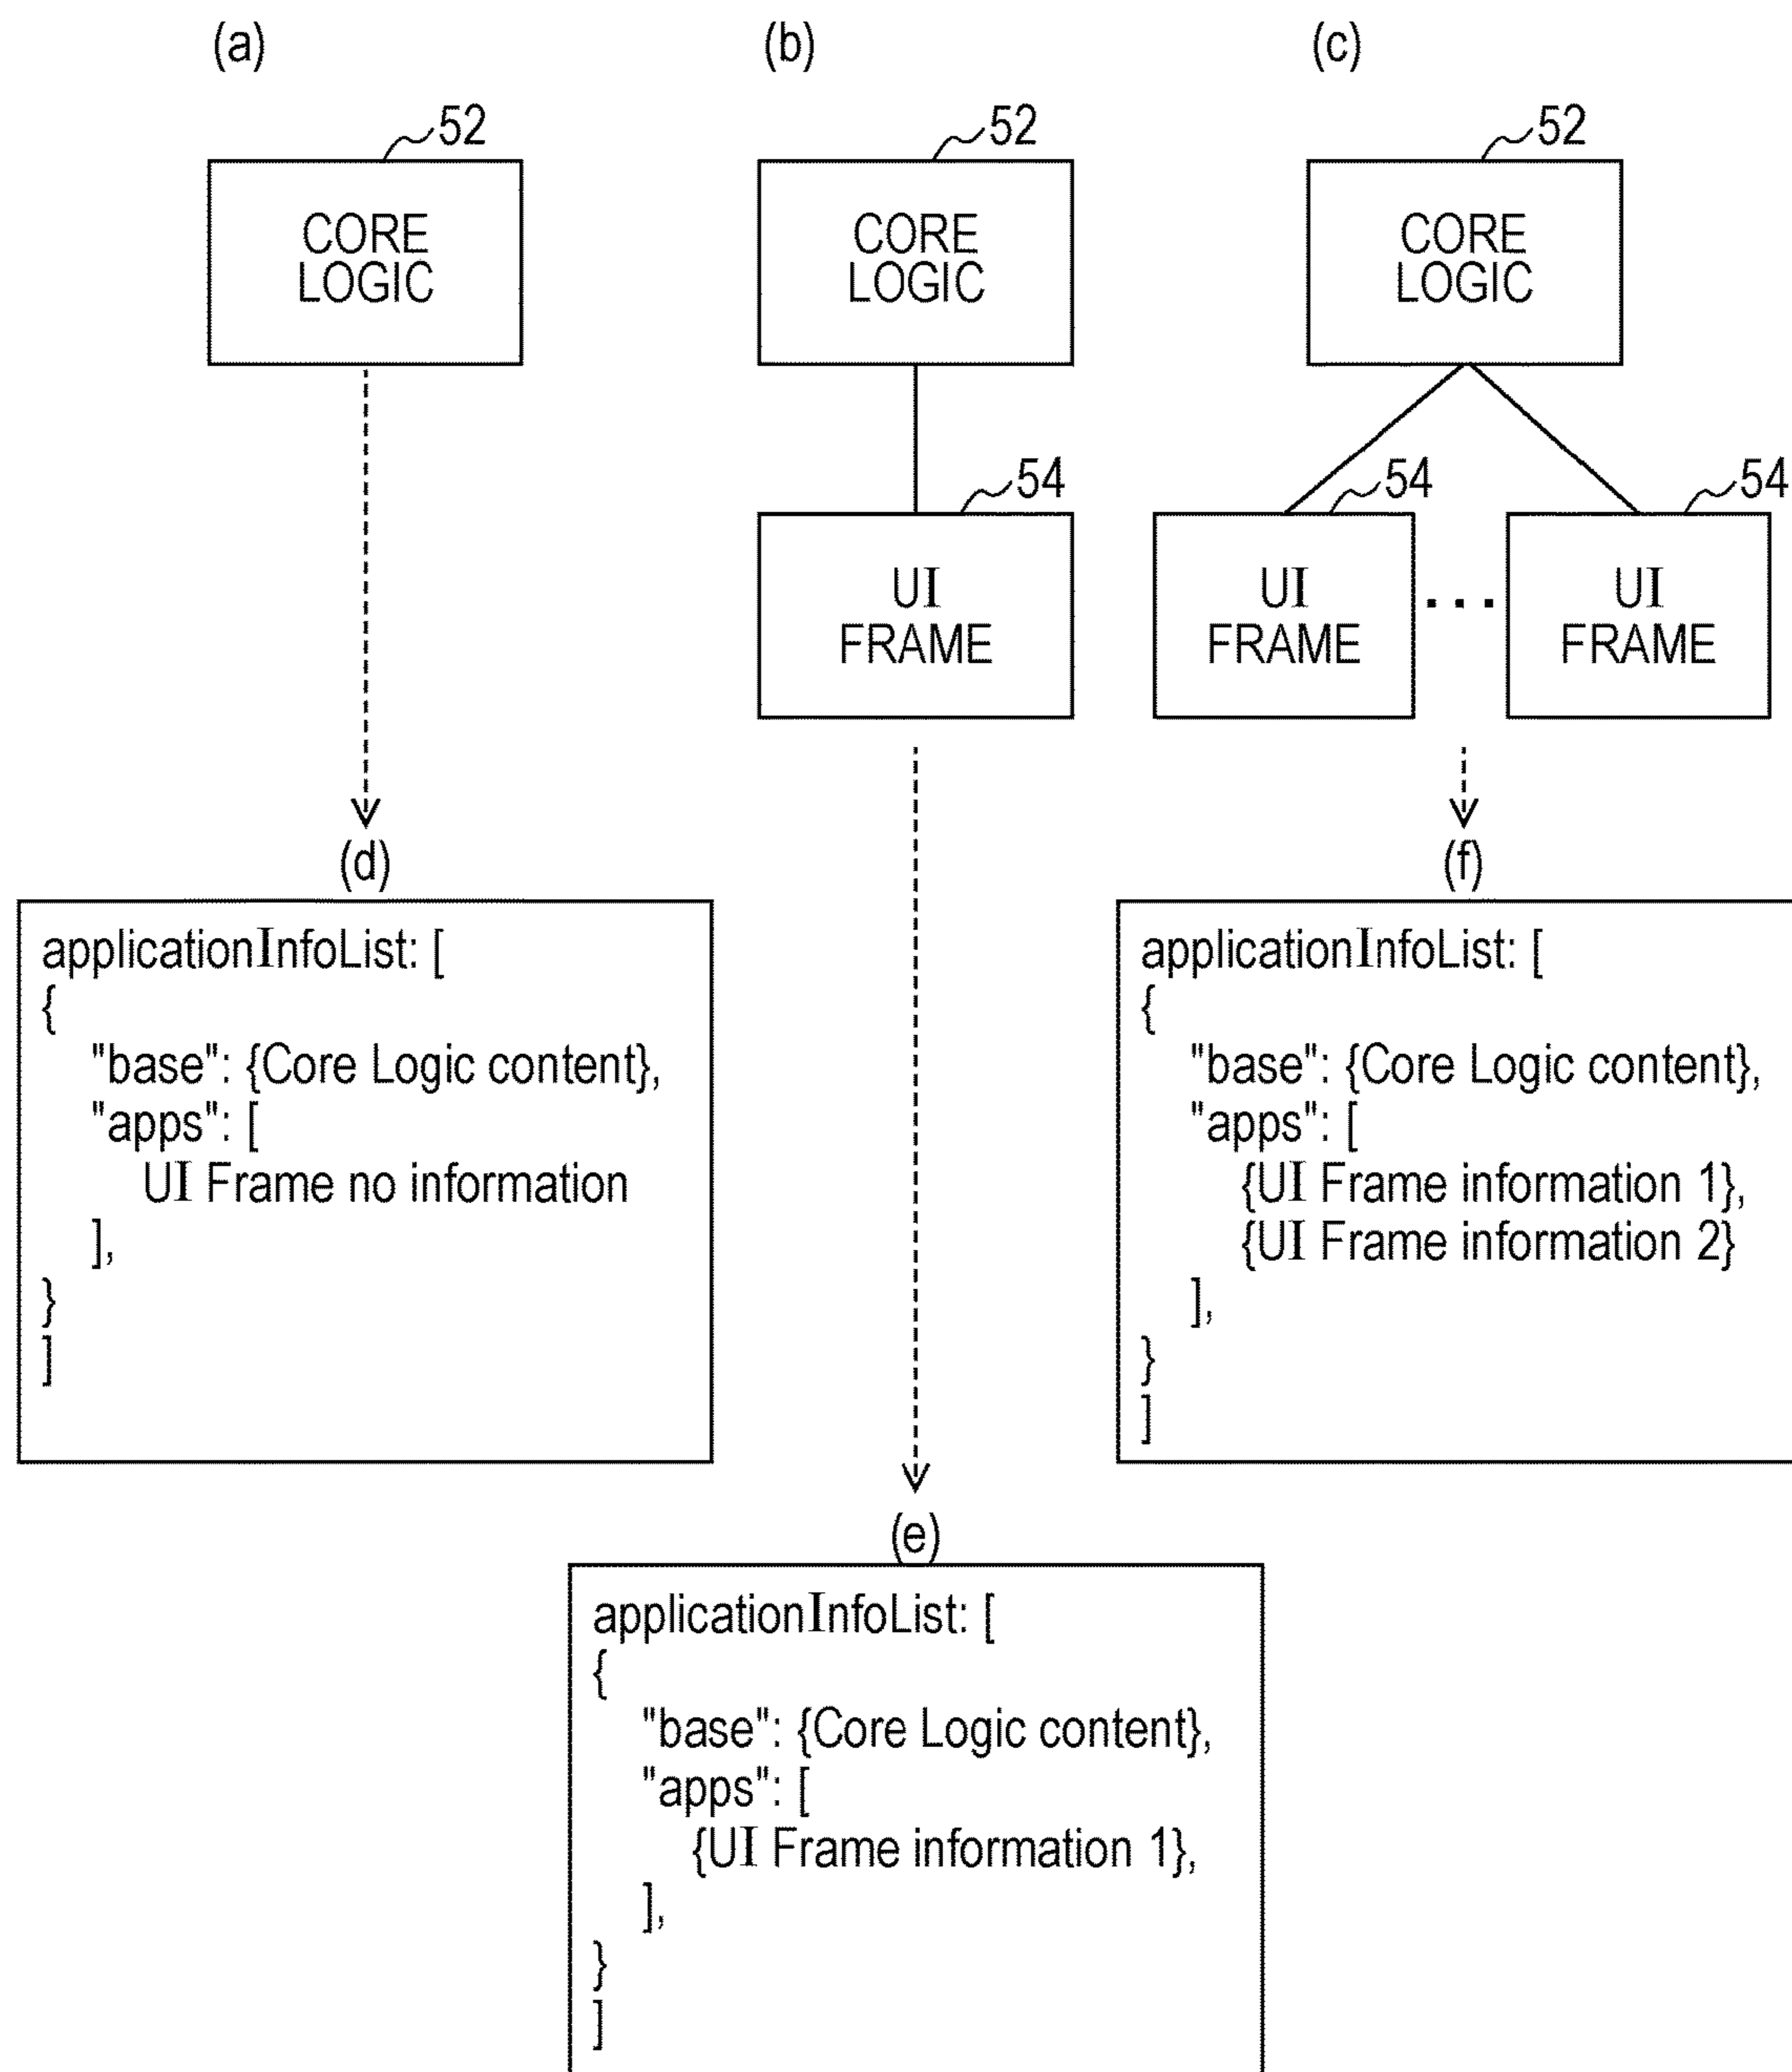 (a)
(b)
(c)
52
52
52
CORE
LOGIC
CORE
LOGIC
CORE
LOGIC
54
54
54
UI
FRAME
UI
FRAME
...
UI
FRAME
(d)
applicationInfoList: [
{
"base": {Core Logic content},
"apps": [
UI Frame no information
],
}
]
(f)
applicationInfoList: [
{
"base": {Core Logic content},
"apps": [
{UI Frame information 1},
{UI Frame information 2}
],
}
]
(e)
applicationInfoList: [
{
"base": {Core Logic content},
"apps": [
{UI Frame information 1},
],
}
]